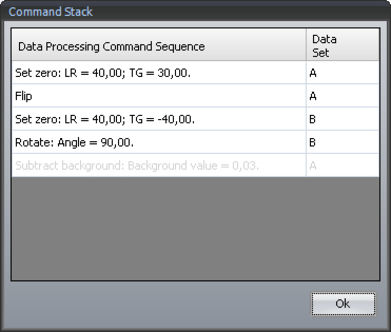 Command Stack
Data Processing Command Sequence Data Set
Set zero: LR = 40,00; TG = 30,00. A
Flip A
Set zero: LR = 40,00; TG = -40,00. B
Rotate: Angle = 90,00. B
Subtract background: Background value = 0,03. A
Ok